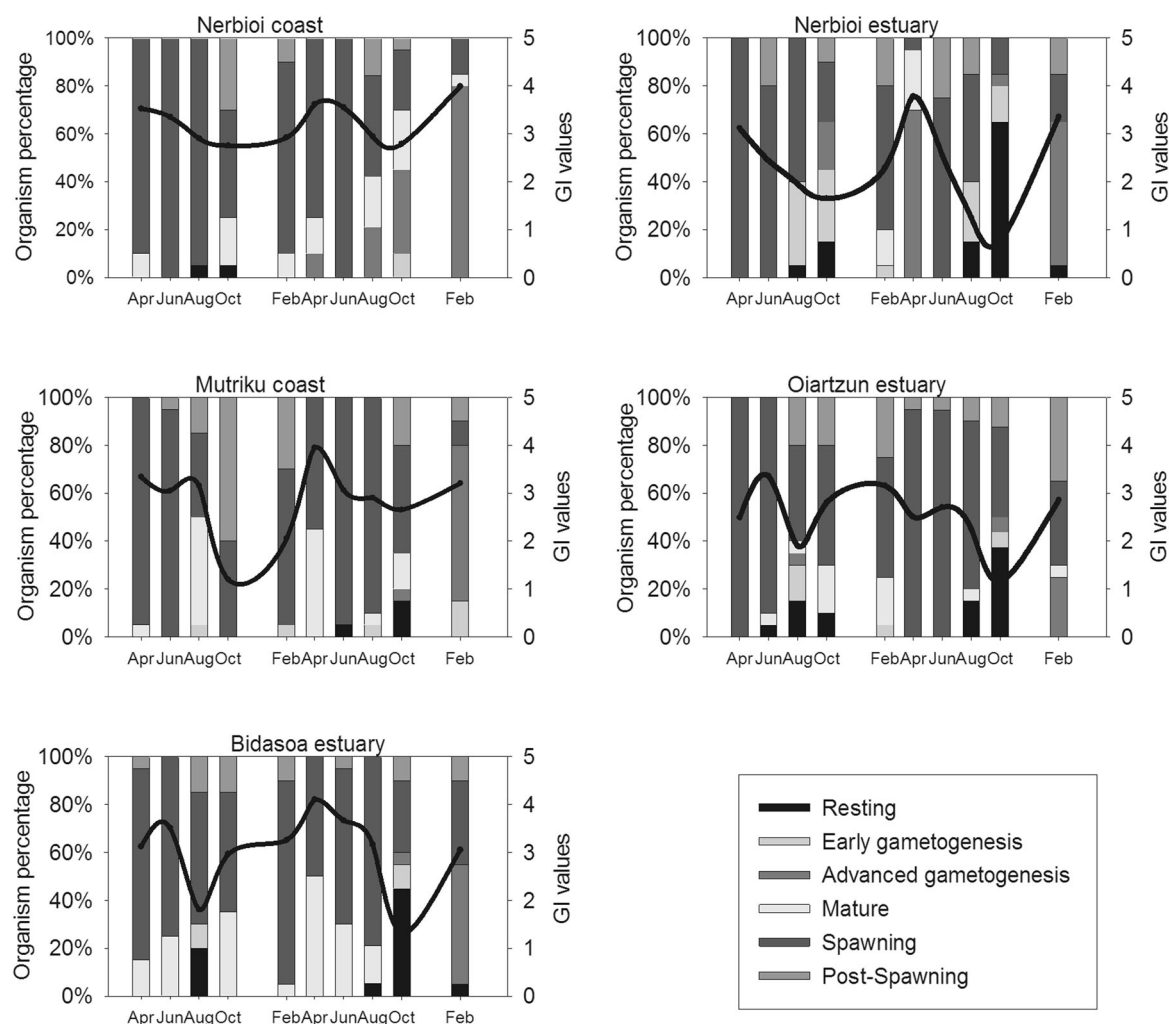 Nerbioi coast
100%
80%
60%
40%
20%
0%
Organism percentage
5
4
3
2
1
0
GI values
Apr Jun Aug Oct Feb Apr Jun Aug Oct Feb
Nerbioi estuary
100%
80%
60%
40%
20%
0%
Organism percentage
5
4
3
2
1
0
GI values
Apr Jun Aug Oct Feb Apr Jun Aug Oct Feb
Mutriku coast
100%
80%
60%
40%
20%
0%
Organism percentage
5
4
3
2
1
0
GI values
Apr Jun Aug Oct Feb Apr Jun Aug Oct Feb
Oiartzun estuary
100%
80%
60%
40%
20%
0%
Organism percentage
5
4
3
2
1
0
GI values
Apr Jun Aug Oct Feb Apr Jun Aug Oct Feb
Bidasoa estuary
100%
80%
60%
40%
20%
0%
Organism percentage
5
4
3
2
1
0
GI values
Apr Jun Aug Oct Feb Apr Jun Aug Oct Feb
Resting
Early gametogenesis
Advanced gametogenesis
Mature
Spawning
Post-Spawning